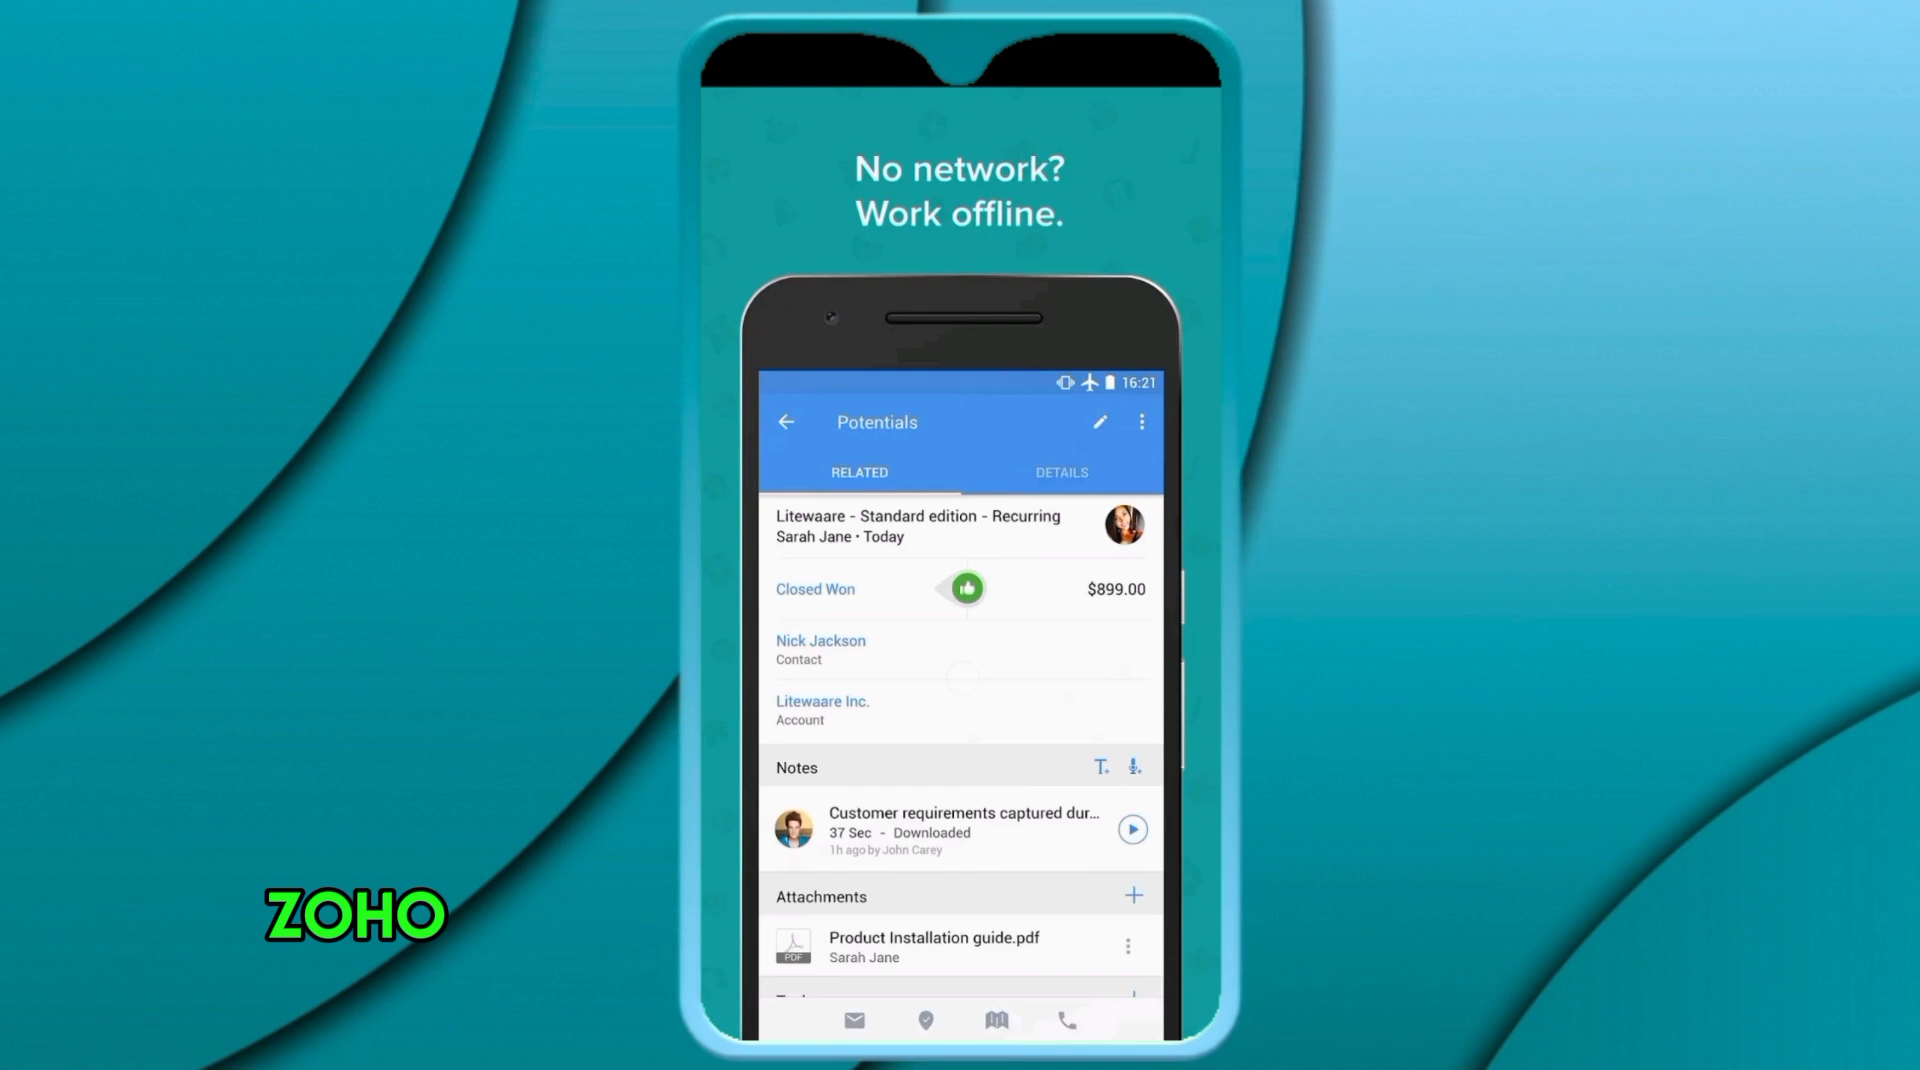 No network?
Work offline.
16:21
Potentials
RELATED
DETAILS
Litewaare - Standard edition - Recurring
Sarah Jane • Today
Closed Won
$899.00
Nick Jackson
Contact
Litewaare Inc.
Account
Notes
T+
Customer requirements captured dur...
37 Sec - Downloaded
1h ago by John Carey
Attachments
PDF
Product Installation guide.pdf
Sarah Jane
ZOHO